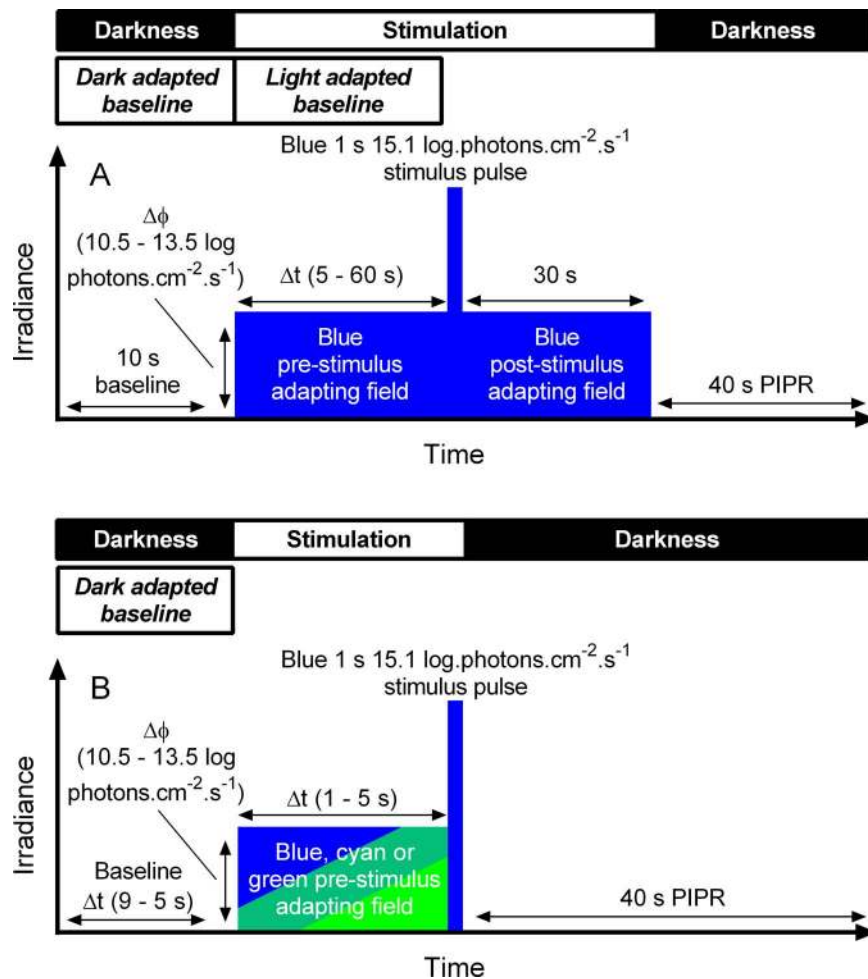 Darkness Stimulation Darkness
Dark adapted Light adapted
baseline baseline
Blue 1 s 15.1 log.photons.cm⁻².s⁻¹
stimulus pulse
A
Δϕ
(10.5 - 13.5 log
photons.cm⁻².s⁻¹)
Δt (5 - 60 s) 30 s
Irradiance
10 s
baseline
Blue
pre-stimulus
adapting field
Blue
post-stimulus
adapting field
40 s PIPR
Time
Darkness Stimulation Darkness
Dark adapted
baseline
Blue 1 s 15.1 log.photons.cm⁻².s⁻¹
stimulus pulse
B
Δϕ
(10.5 - 13.5 log
photons.cm⁻².s⁻¹)
Δt (1 - 5 s)
Irradiance
Baseline
Δt (9 - 5 s)
Blue, cyan or
green pre-stimulus
adapting field
40 s PIPR
Time